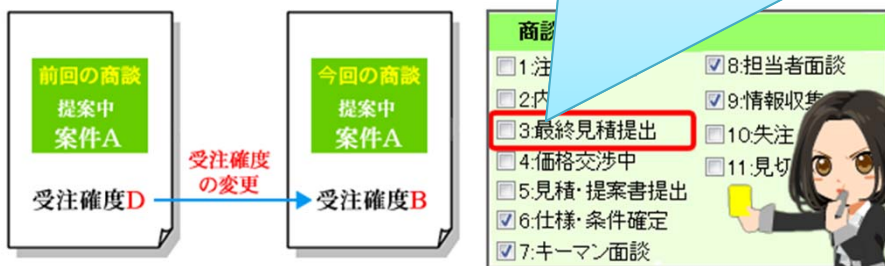 前回の商談
提案中
案件A
受注確度D
受注確度
の変更
今回の商談
提案中
案件A
受注確度B
商談
1:注
2:内
3:最終見積提出
4:価格交渉中
5:見積・提案書提出
6:仕様・条件確定
7:キーマン面談
8:担当者面談
9:情報収集
10:失注
11:見切